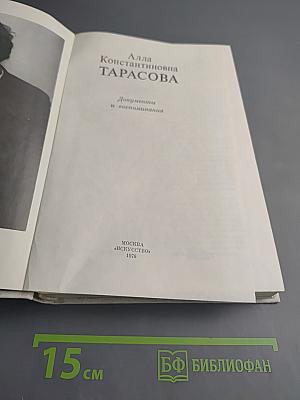 Алла
Константиновна
ТАРАСОВА
Документы
и воспоминания
МОСКВА
«ИСКУССТВО»
1978
15 см
БФ БИБЛИОФАН